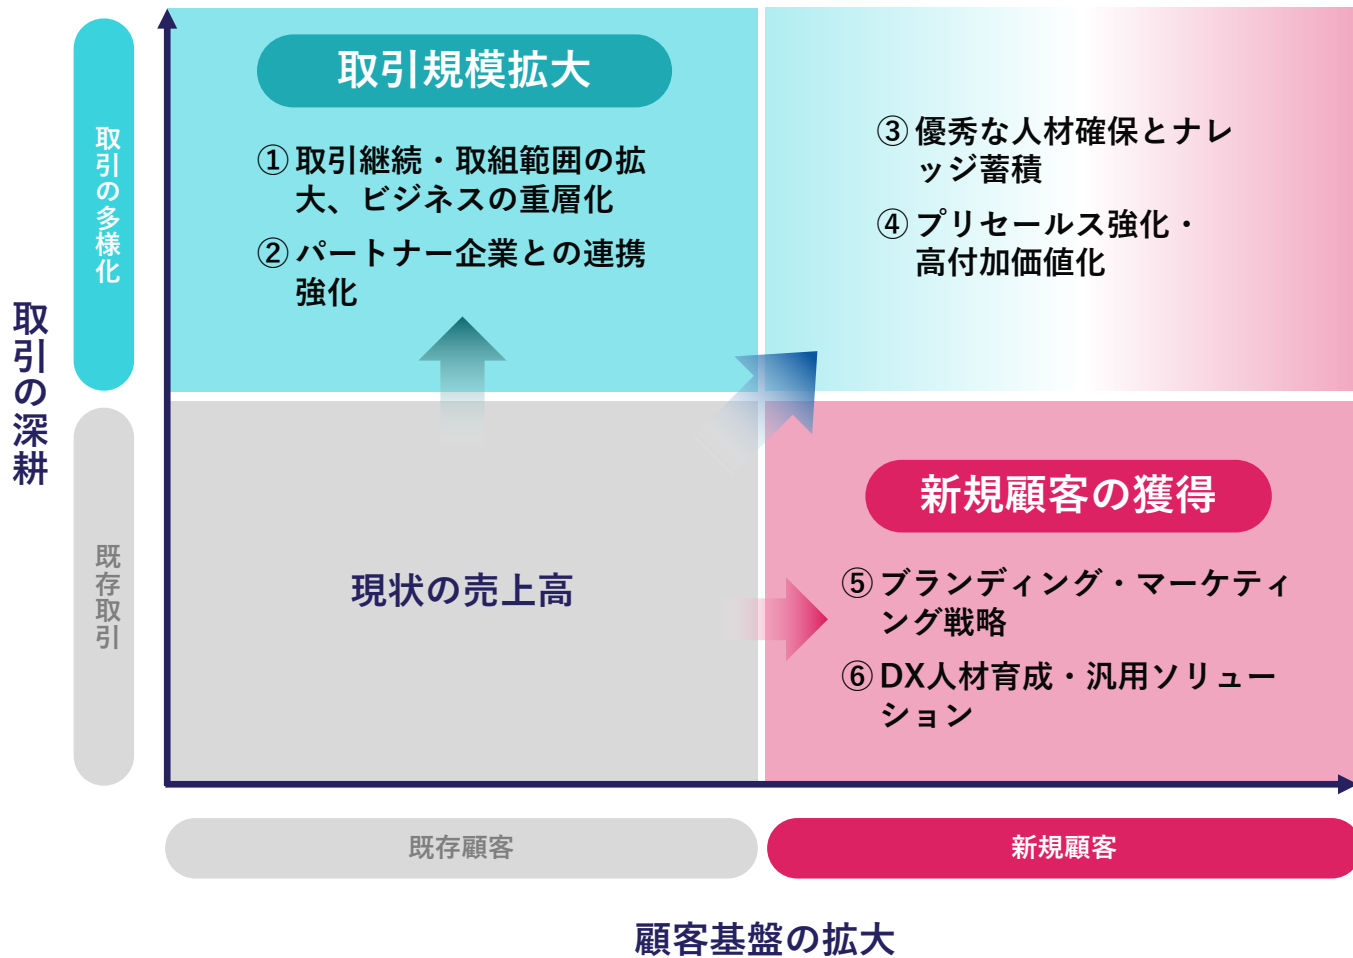 取引の深耕
取引の多様化
既存取引
取引規模拡大
①取引継続・取組範囲の拡
大、ビジネスの重層化
②パートナー企業との連携
強化
③優秀な人材確保とナレ
ッジ蓄積
④プリセールス強化・
高付加価値化
現状の売上高
新規顧客の獲得
⑤ブランディング・マーケティ
ング戦略
⑥DX人材育成・汎用ソリュー
ション
既存顧客
新規顧客
顧客基盤の拡大